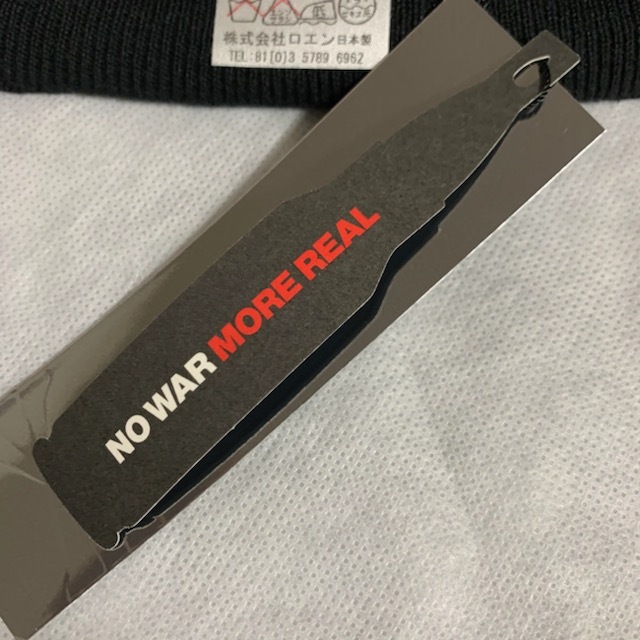 低
株式会社ロエン日本製
TEL:81(0)3 5789 6962
NO WAR MORE REAL